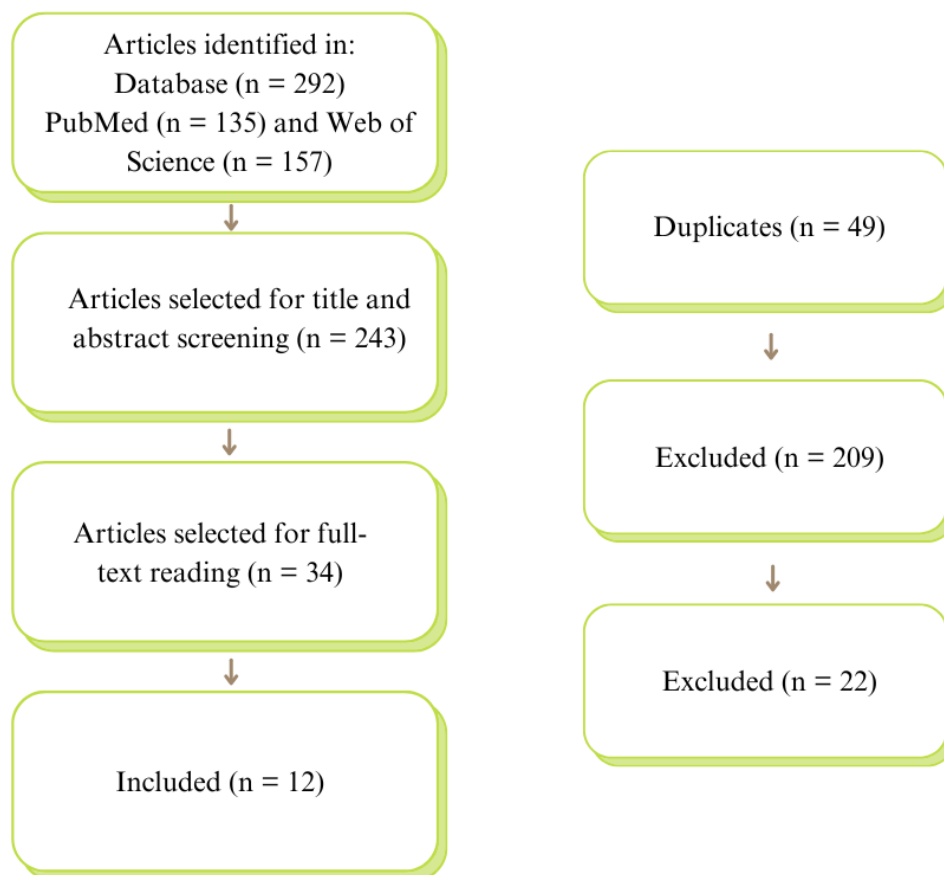 Articles identified in:
Database (n = 292)
PubMed (n = 135) and Web of
Science (n = 157)
Articles selected for title and
abstract screening (n = 243)
Articles selected for full-
text reading (n = 34)
Included (n = 12)
Duplicates (n = 49)
Excluded (n = 209)
Excluded (n = 22)